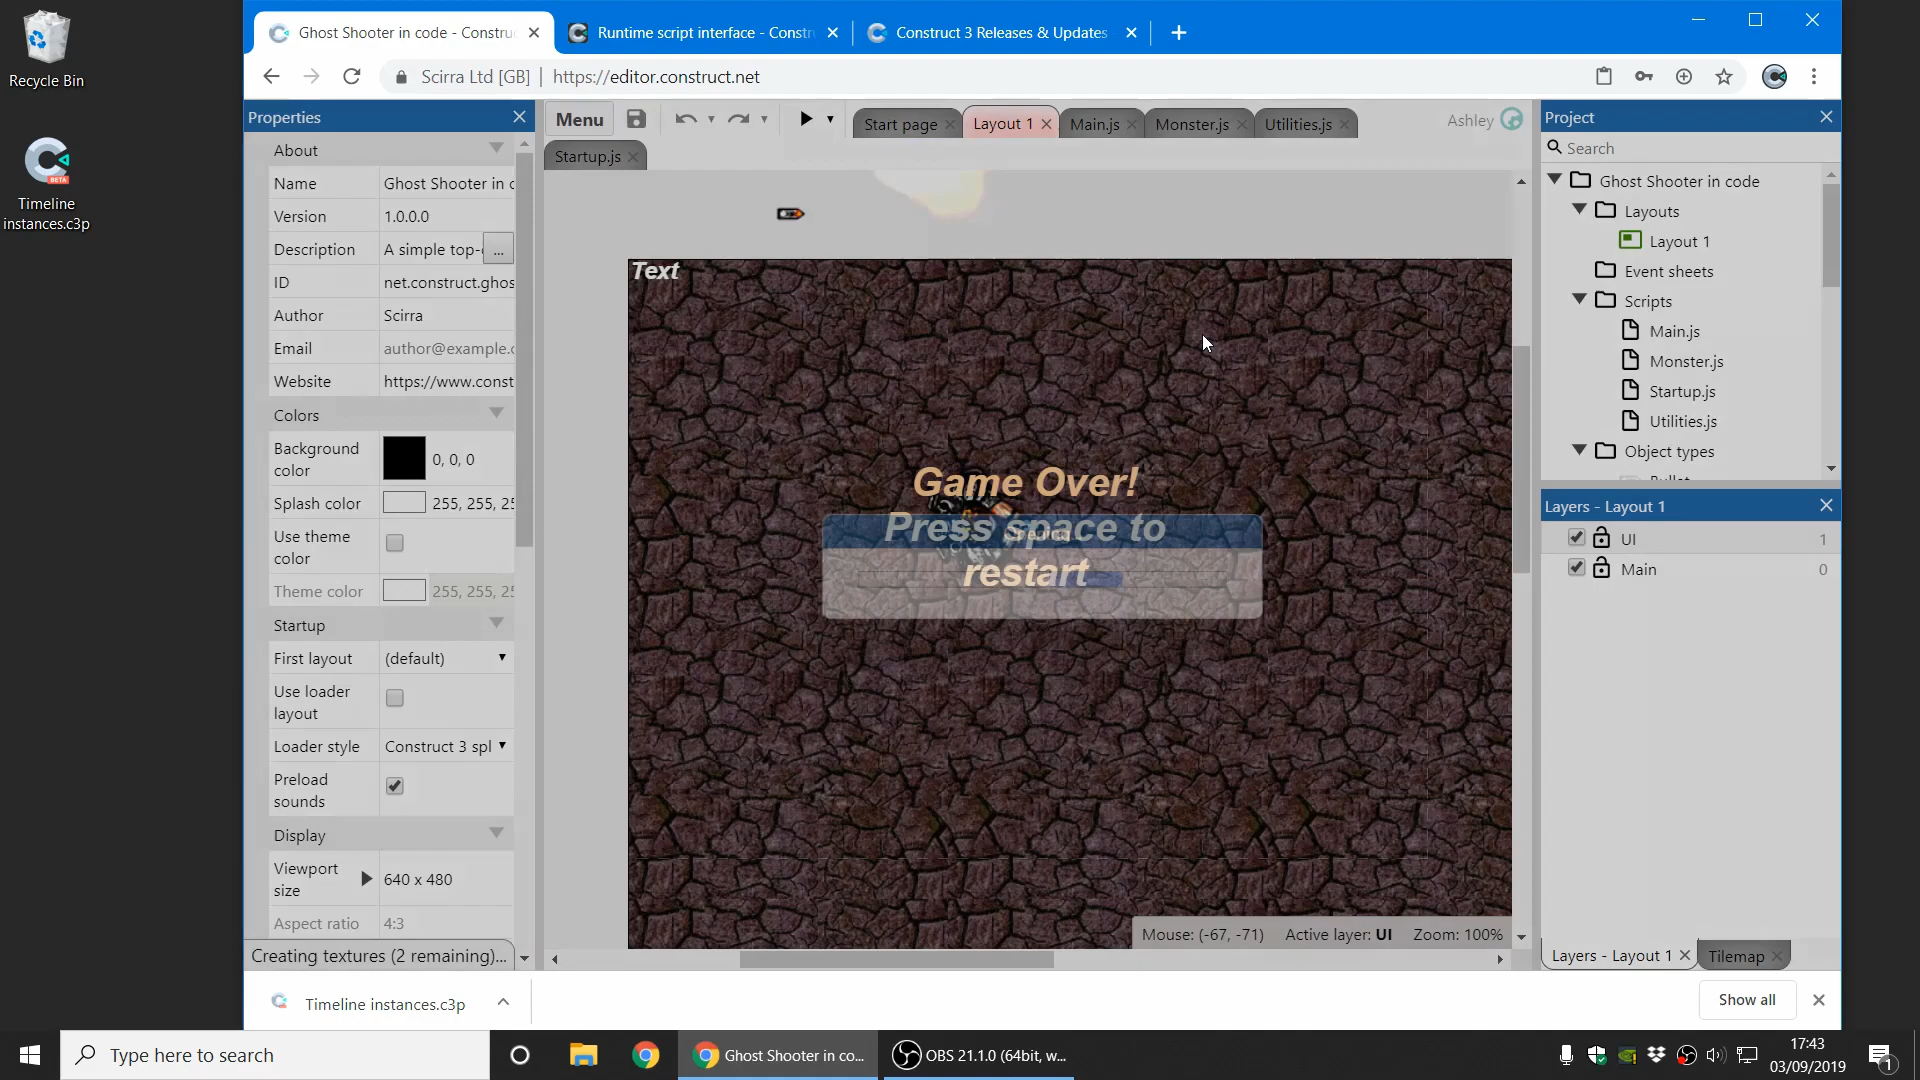 Recycle Bin
Timeline
instances.c3p
Ghost Shooter in code - Constru
Runtime script interface - Constr
Construct 3 Releases & Updates
Scirra Ltd [GB] | https://editor.construct.net
Properties
About
Name Ghost Shooter in c
Version 1.0.0.0
Description A simple top- ...
ID net.construct.ghos
Author Scirra
Email author@example.c
Website https://www.const
Colors
Background
color 0, 0, 0
Splash color 255, 255, 25
Use theme
color
Theme color 255, 255, 25
Startup
First layout (default)
Use loader
layout
Loader style Construct 3 spl
Preload
sounds
Display
Viewport
size 640 x 480
Aspect ratio 4:3
Creating textures (2 remaining)...
Menu
Start page
Layout 1
Main.js
Monster.js
Utilities.js
Ashley
Startup.js
Text
Game Over!
Press space to
restart
Opening...
Mouse: (-67, -71) Active layer: UI Zoom: 100%
Project
Search
Ghost Shooter in code
Layouts
Layout 1
Event sheets
Scripts
Main.js
Monster.js
Startup.js
Utilities.js
Object types
Layers - Layout 1
UI 1
Main 0
Layers - Layout 1
Tilemap
Timeline instances.c3p
Show all
Type here to search
Ghost Shooter in co...
OBS 21.1.0 (64bit, w...
17:43
03/09/2019
1